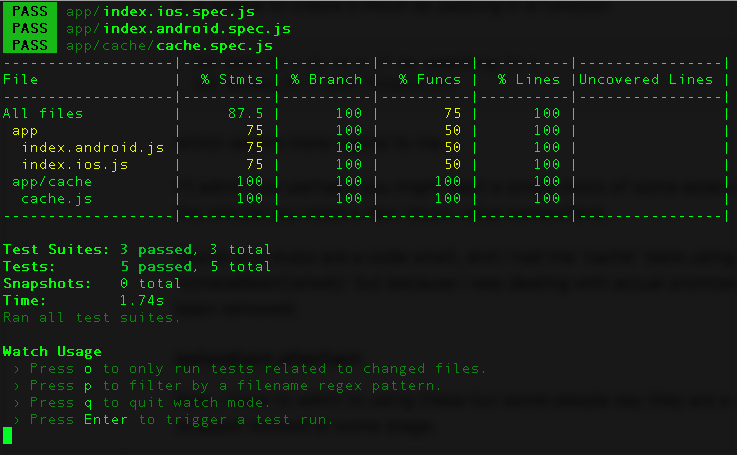 PASS app/index.ios.spec.js
PASS app/index.android.spec.js
PASS app/cache/cache.spec.js
-------------------|----------|----------|----------|----------|----------------|
File               |  % Stmts | % Branch |  % Funcs |  % Lines |Uncovered Lines |
-------------------|----------|----------|----------|----------|----------------|
All files          |     87.5 |      100 |       75 |      100 |                |
 app               |       75 |      100 |       50 |      100 |                |
  index.android.js |       75 |      100 |       50 |      100 |                |
  index.ios.js     |       75 |      100 |       50 |      100 |                |
 app/cache         |      100 |      100 |      100 |      100 |                |
  cache.js         |      100 |      100 |      100 |      100 |                |
-------------------|----------|----------|----------|----------|----------------|
Test Suites: 3 passed, 3 total
Tests:       5 passed, 5 total
Snapshots:   0 total
Time:        1.74s
Ran all test suites.
Watch Usage
 › Press o to only run tests related to changed files.
 › Press p to filter by a filename regex pattern.
 › Press q to quit watch mode.
 › Press Enter to trigger a test run.